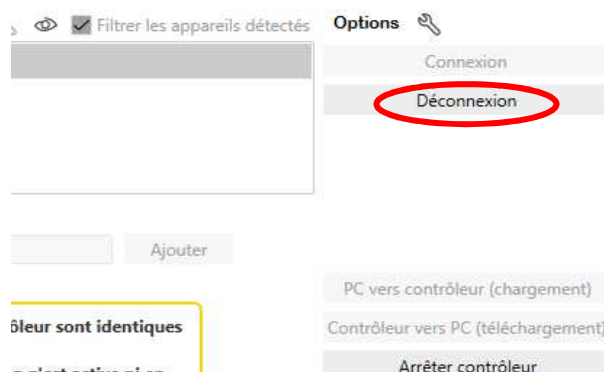 Filtrer les appareils détectés
Options
Connexion
Déconnexion
Ajouter
PC vers contrôleur (chargement)
ôleur sont identiques
Contrôleur vers PC (téléchargement)
Arrêter contrôleur